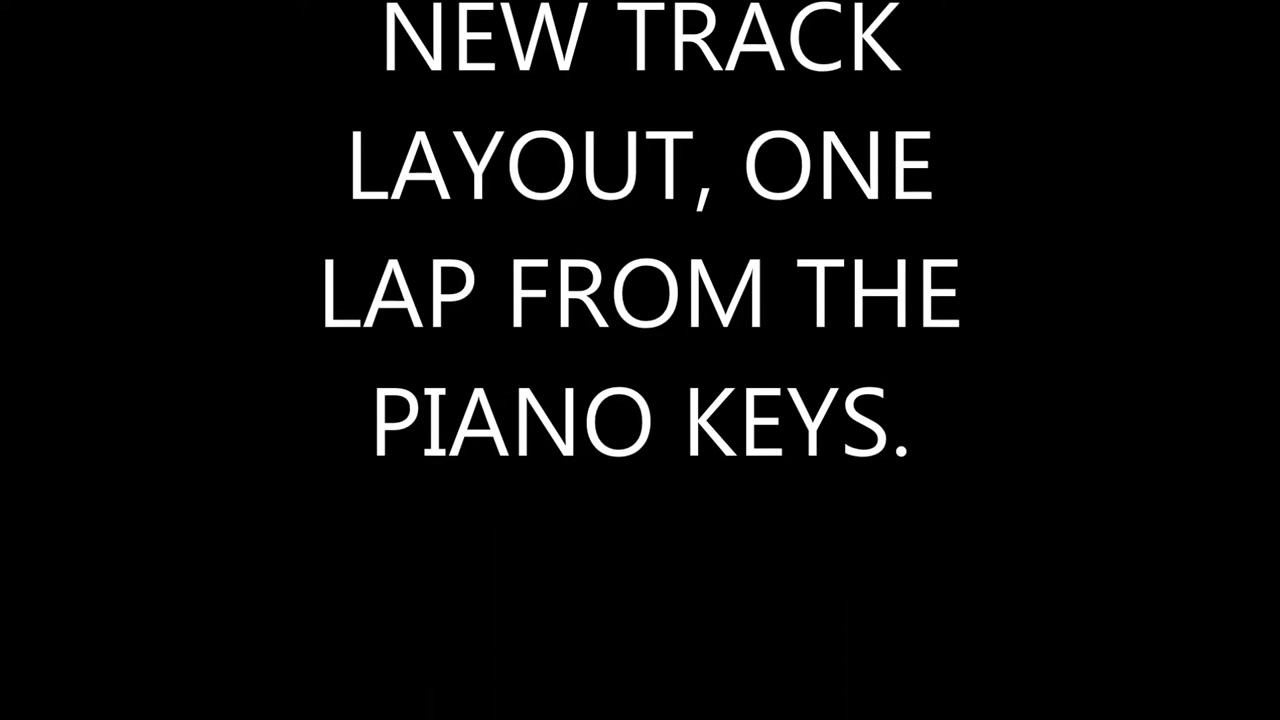 NEW TRACK
LAYOUT, ONE
LAP FROM THE
PIANO KEYS.